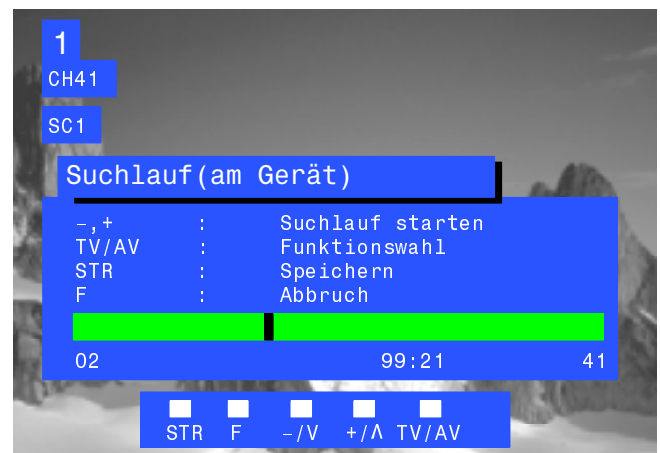 1
CH41
SC1
Suchlauf(am Gerät)
–,+ : Suchlauf starten
TV/AV : Funktionswahl
STR : Speichern
F : Abbruch
02 99:21 41
STR F –/V +/Λ TV/AV